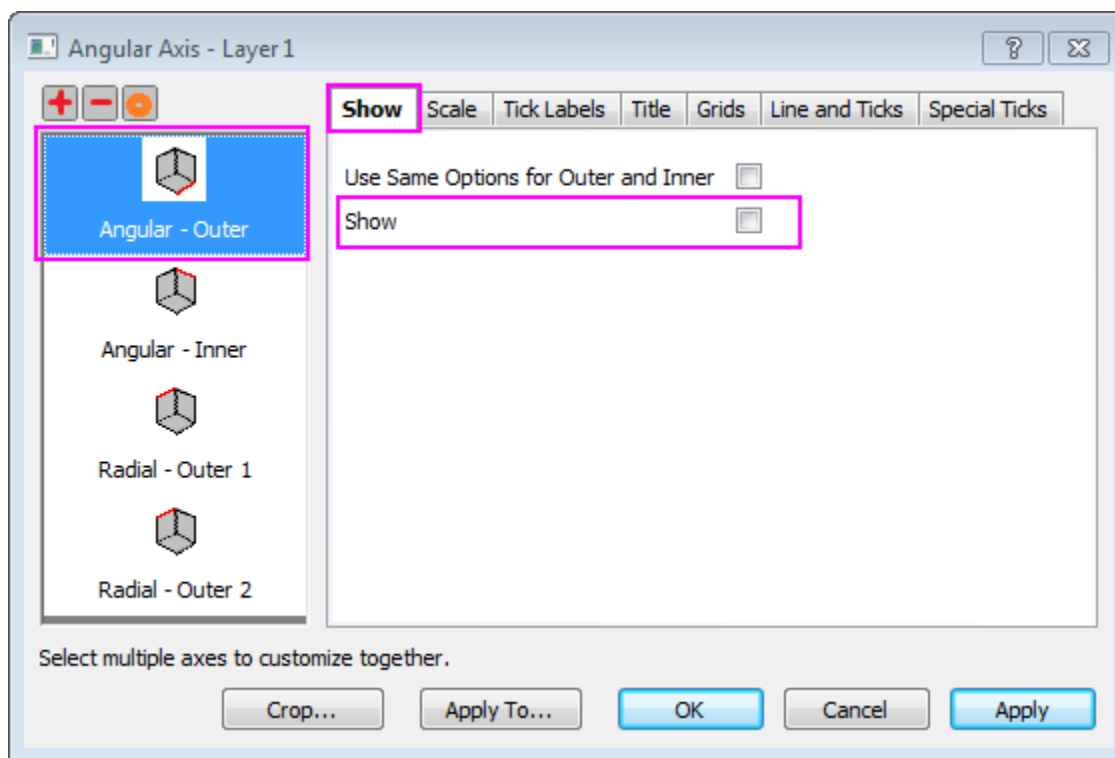 Angular Axis - Layer 1
Show Scale Tick Labels Title Grids Line and Ticks Special Ticks
Angular - Outer
Angular - Inner
Radial - Outer 1
Radial - Outer 2
Use Same Options for Outer and Inner
Show
Select multiple axes to customize together.
Crop... Apply To... OK Cancel Apply